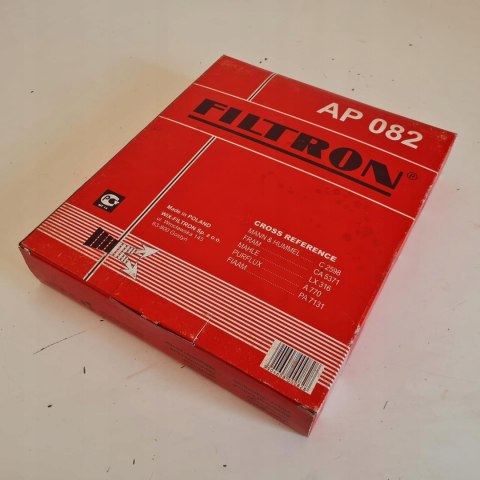 AP 082
FILTRON®
Made in POLAND
WIX-FILTRON Sp. z o.o.
ul. Wrocławska 145
63-800 Gostyń
CROSS REFERENCE
MANN & HUMMEL C 2598
FRAM CA 5371
MAHLE LX 316
PURFLUX A 770
FIAAM PA 7131